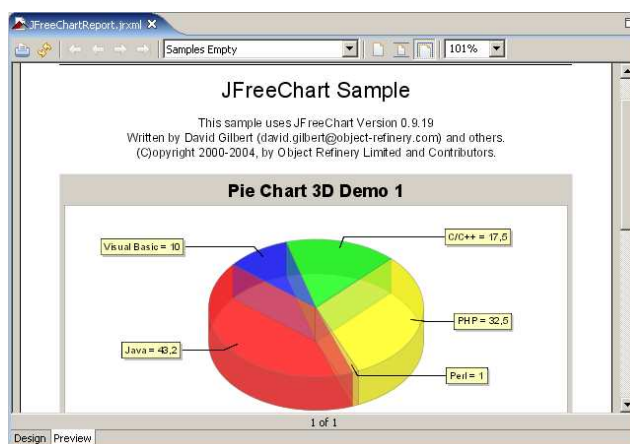 JFreeChartReport.jrxml
Samples Empty
101%
JFreeChart Sample
This sample uses JFreeChart Version 0.9.19
Written by David Gilbert (david.gilbert@object-refinery.com) and others.
(C)opyright 2000-2004, by Object Refinery Limited and Contributors.
Pie Chart 3D Demo 1
Visual Basic = 10
C/C++ = 17,5
PHP = 32,5
Java = 43,2
Perl = 1
1 of 1
Design Preview